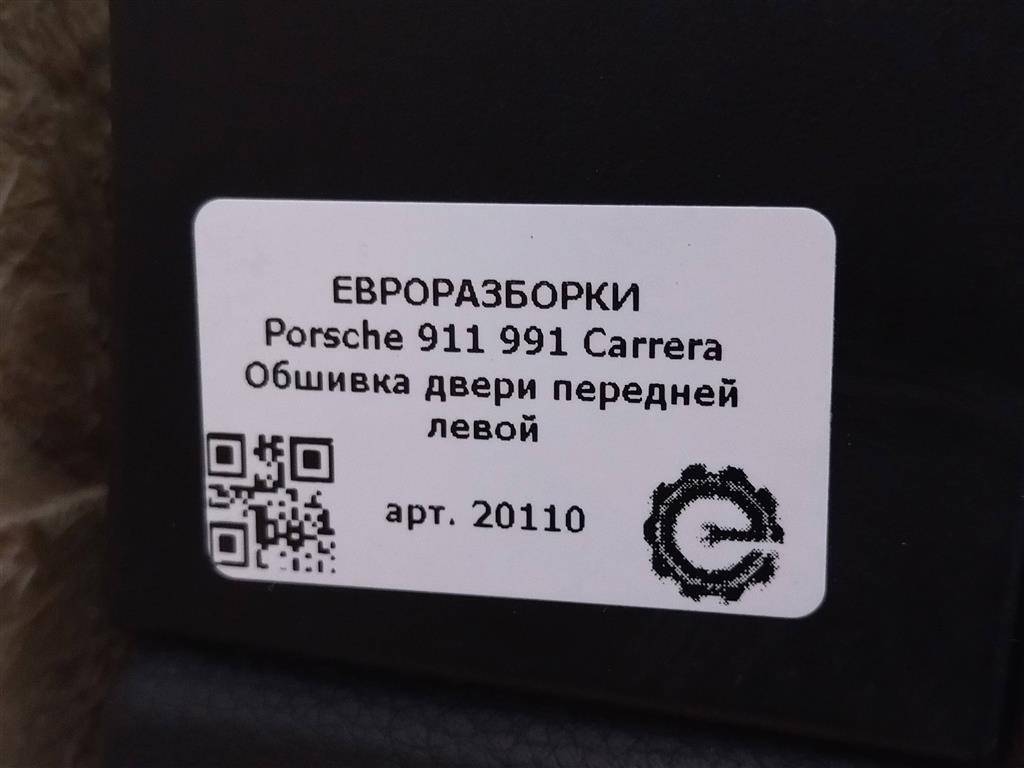 ЕВРОРАЗБОРКИ
Porsche 911 991 Carrera
Обшивка двери передней
левой
арт. 20110